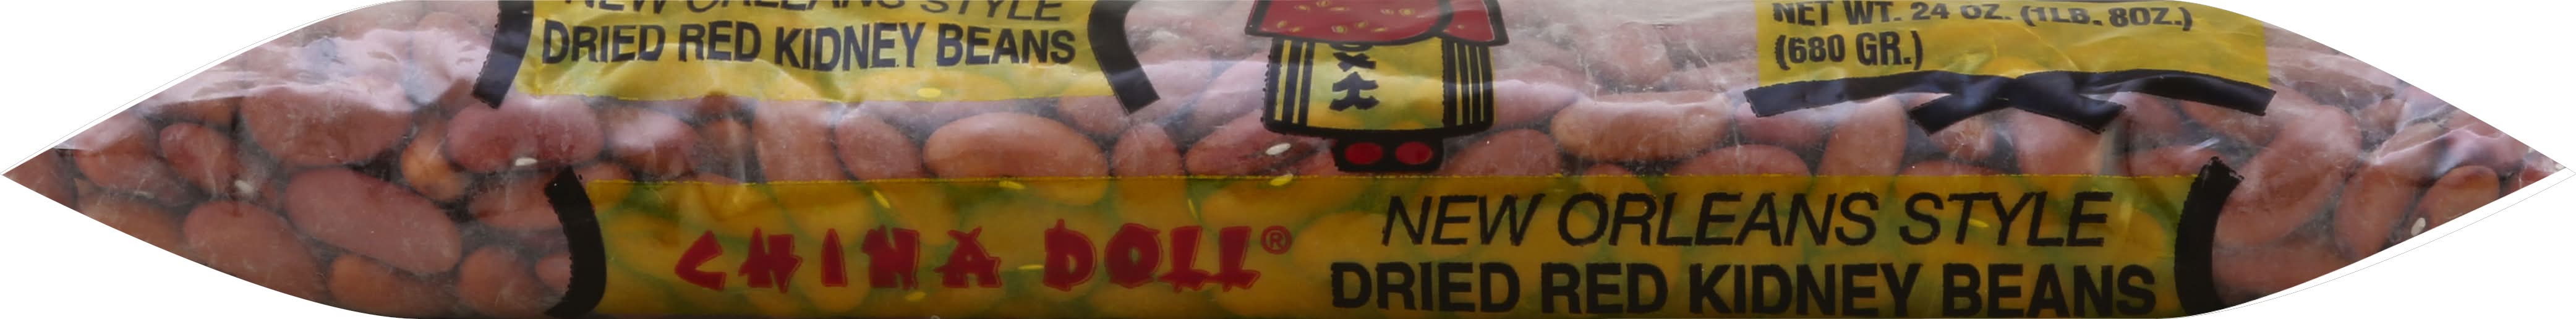 NEW ORLEANS STYLE
DRIED RED KIDNEY BEANS
NET WT. 24 OZ. (1LB. 8OZ.)
(680 GR.)
CHINA DOLL®
NEW ORLEANS STYLE
DRIED RED KIDNEY BEANS